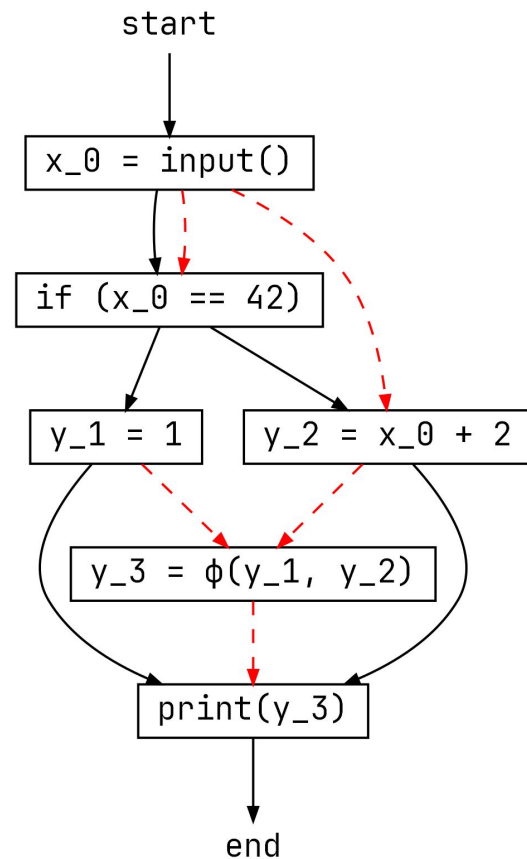 start
x_0 = input()
if (x_0 == 42)
y_1 = 1
y_2 = x_0 + 2
y_3 = ϕ(y_1, y_2)
print(y_3)
end